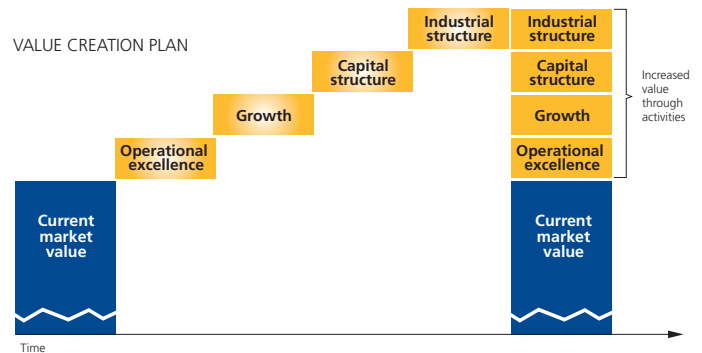 VALUE CREATION PLAN
Industrial
structure
Industrial
structure
Capital
structure
Capital
structure
Increased
value
through
activities
Growth
Growth
Operational
excellence
Operational
excellence
Current
market
value
Current
market
value
Time